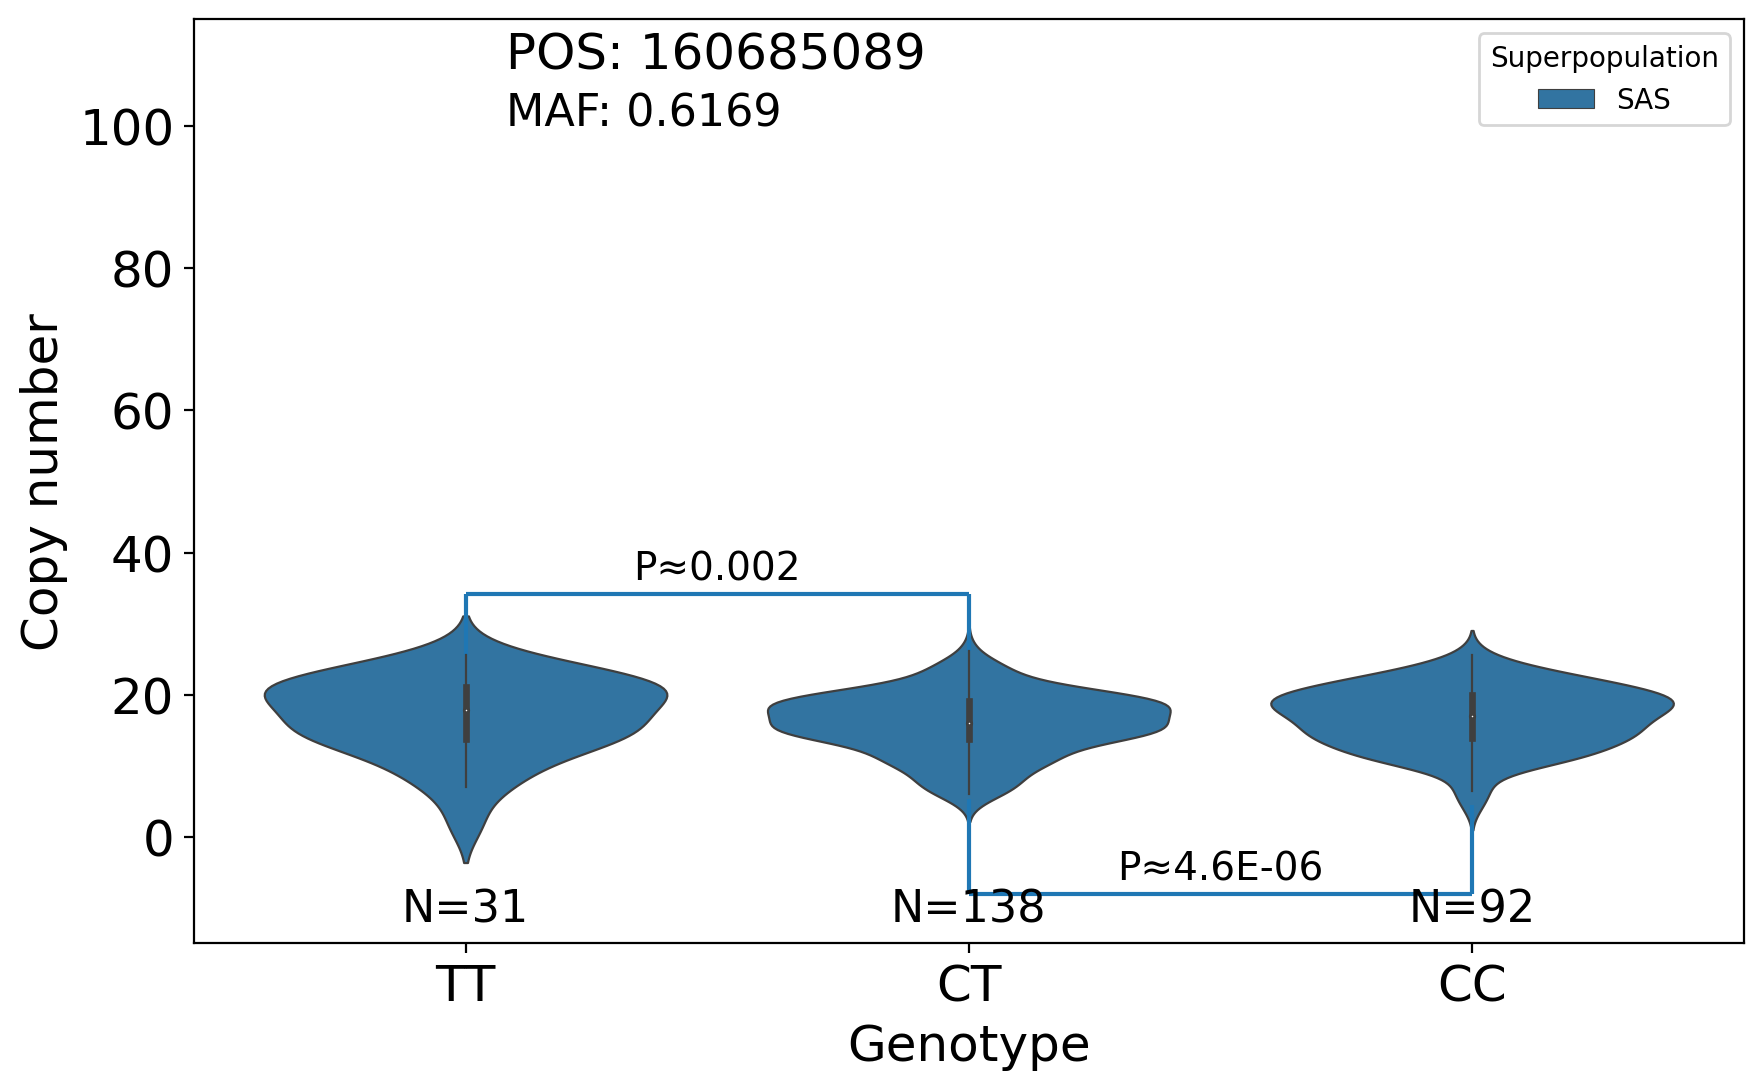 POS: 160685089
MAF: 0.6169
Superpopulation
SAS
Copy number
100
80
60
40
20
0
P≈0.002
P≈4.6E-06
N=31
N=138
N=92
TT
CT
CC
Genotype